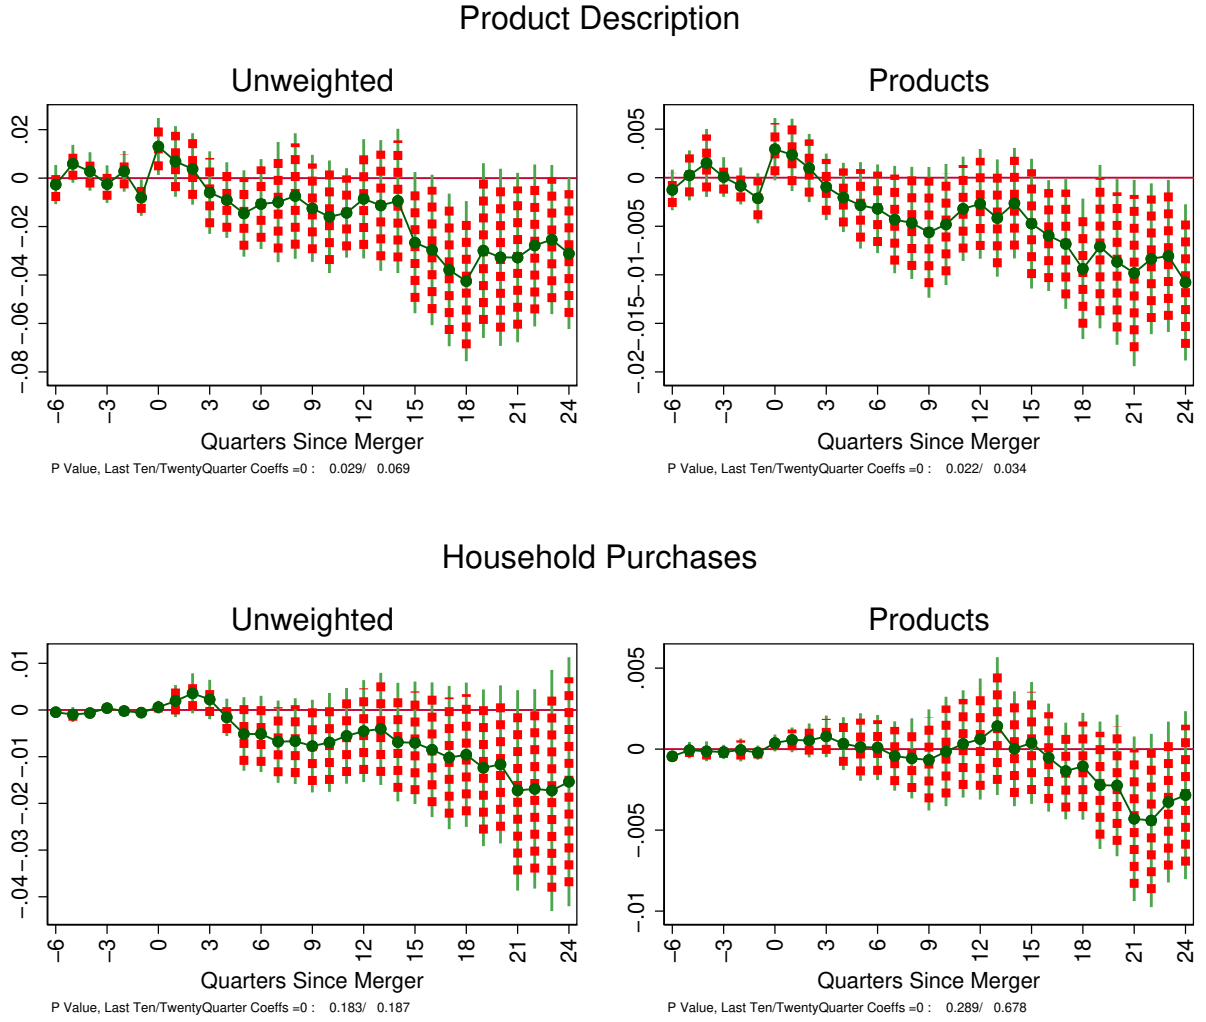 Product Description
Unweighted
.02
0
-.02
-.04
-.06
-.08
-6 -3 0 3 6 9 12 15 18 21 24
Quarters Since Merger
P Value, Last Ten/TwentyQuarter Coeffs =0 : 0.029/ 0.069
Products
.005
0
-.005
-.01
-.015
-.02
-6 -3 0 3 6 9 12 15 18 21 24
Quarters Since Merger
P Value, Last Ten/TwentyQuarter Coeffs =0 : 0.022/ 0.034
Household Purchases
Unweighted
.01
0
-.01
-.02
-.03
-.04
-6 -3 0 3 6 9 12 15 18 21 24
Quarters Since Merger
P Value, Last Ten/TwentyQuarter Coeffs =0 : 0.183/ 0.187
Products
.005
0
-.005
-.01
-6 -3 0 3 6 9 12 15 18 21 24
Quarters Since Merger
P Value, Last Ten/TwentyQuarter Coeffs =0 : 0.289/ 0.678